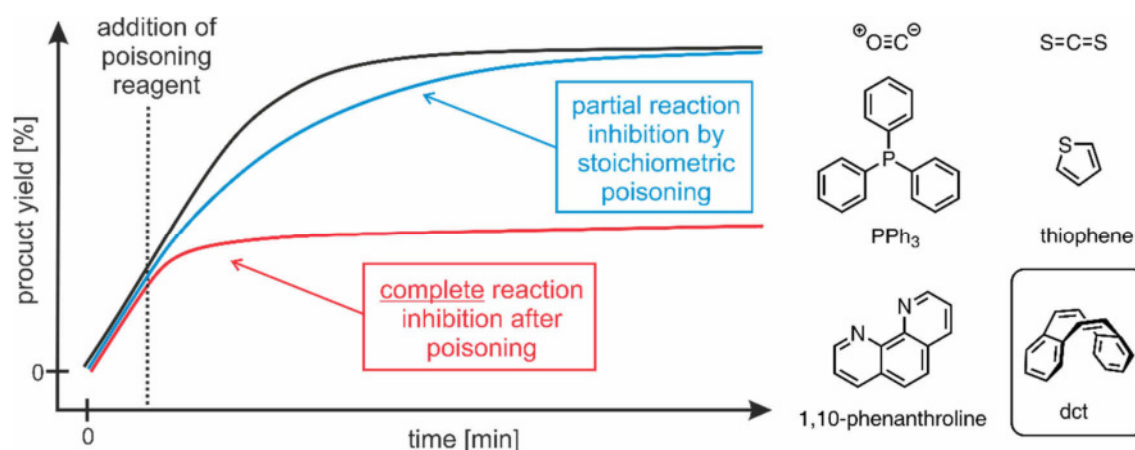 addition of
poisoning
reagent
procuct yield [%]
0
0
time [min]
partial reaction
inhibition by
stoichiometric
poisoning
complete reaction
inhibition after
poisoning
⊕O≡C⊖
S=C=S
P
PPh₃
S
thiophene
N
N
1,10-phenanthroline
dct